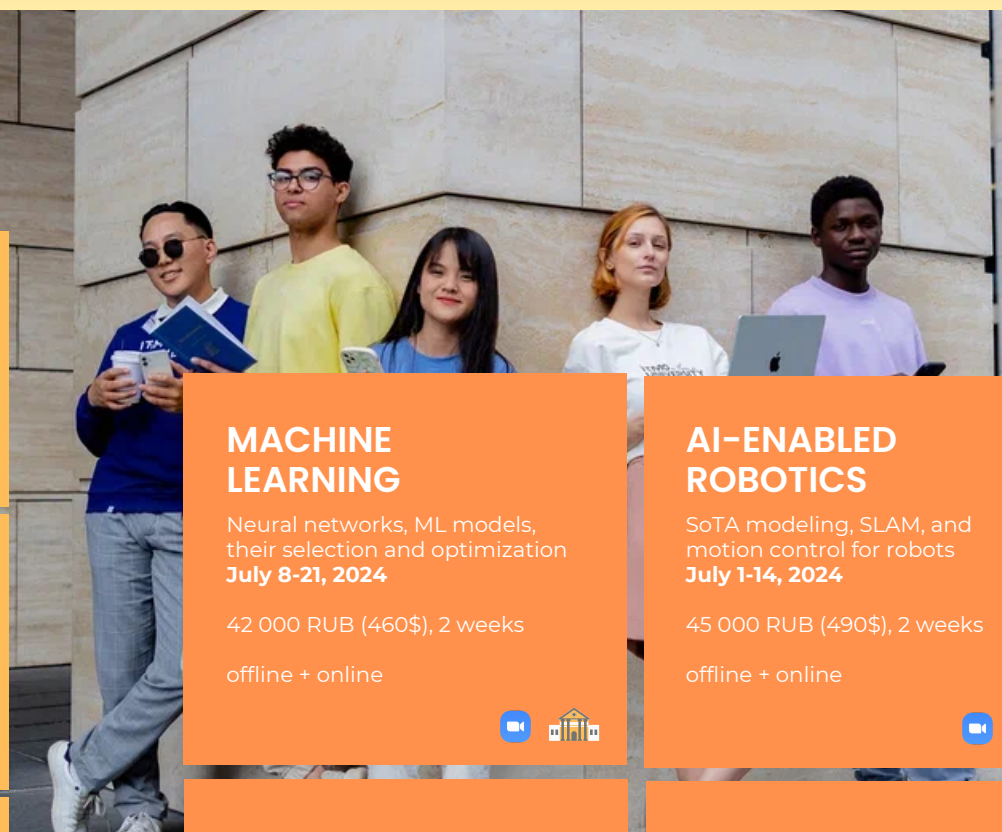 MACHINE
LEARNING
Neural networks, ML models,
their selection and optimization
July 8-21, 2024
42 000 RUB (460$), 2 weeks
offline + online
AI-ENABLED
ROBOTICS
SoTA modeling, SLAM, and
motion control for robots
July 1-14, 2024
45 000 RUB (490$), 2 weeks
offline + online